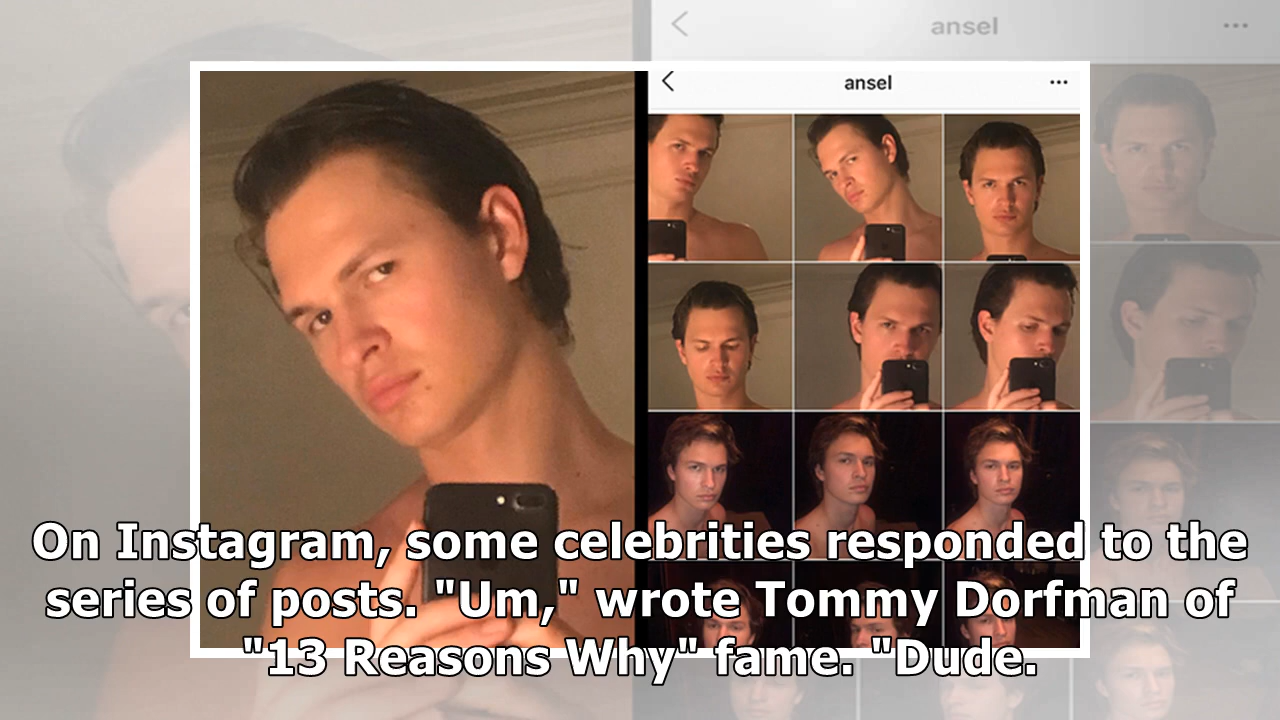 ansel
ansel
On Instagram, some celebrities responded to the
series of posts. "Um," wrote Tommy Dorfman of
"13 Reasons Why" fame. "Dude.